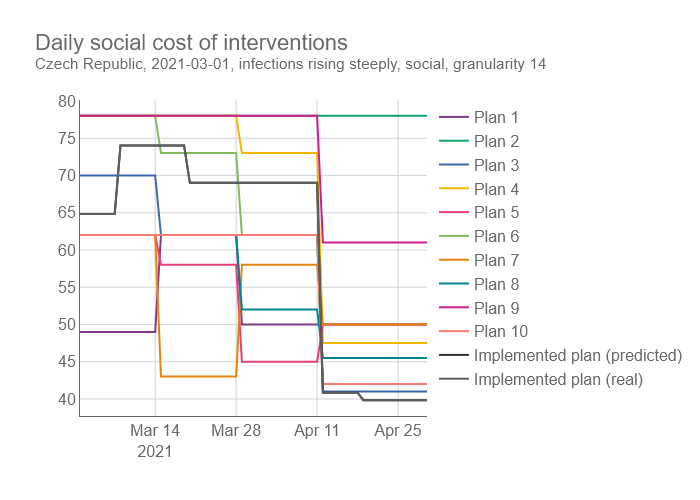 Daily social cost of interventions
Czech Republic, 2021-03-01, infections rising steeply, social, granularity 14
80
75
70
65
60
55
50
45
40
Mar 14
2021
Mar 28
Apr 11
Apr 25
Plan 1
Plan 2
Plan 3
Plan 4
Plan 5
Plan 6
Plan 7
Plan 8
Plan 9
Plan 10
Implemented plan (predicted)
Implemented plan (real)